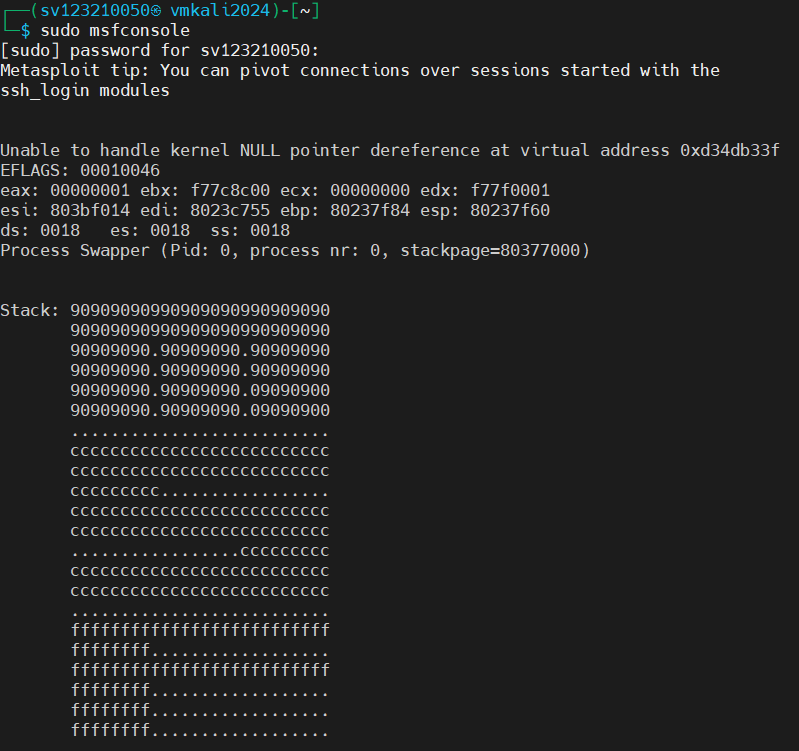 ┌──(sv123210050㉿ vmkali2024)-[~]
└─$ sudo msfconsole
[sudo] password for sv123210050:
Metasploit tip: You can pivot connections over sessions started with the
ssh_login modules
Unable to handle kernel NULL pointer dereference at virtual address 0xd34db33f
EFLAGS: 00010046
eax: 00000001 ebx: f77c8c00 ecx: 00000000 edx: f77f0001
esi: 803bf014 edi: 8023c755 ebp: 80237f84 esp: 80237f60
ds: 0018   es: 0018  ss: 0018
Process Swapper (Pid: 0, process nr: 0, stackpage=80377000)
Stack: 90909090990909090990909090
       90909090990909090990909090
       90909090.90909090.90909090
       90909090.90909090.90909090
       90909090.90909090.09090900
       90909090.90909090.09090900
       ..........................
       cccccccccccccccccccccccccc
       cccccccccccccccccccccccccc
       ccccccccc.................
       cccccccccccccccccccccccccc
       cccccccccccccccccccccccccc
       .................ccccccccc
       cccccccccccccccccccccccccc
       cccccccccccccccccccccccccc
       ..........................
       ffffffffffffffffffffffffff
       ffffffff..................
       ffffffffffffffffffffffffff
       ffffffff..................
       ffffffff..................
       ffffffff..................